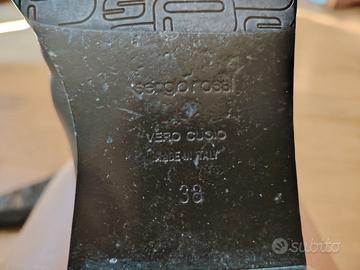 sergio rossi
VERO CUOIO
MADE IN ITALY
38
subito